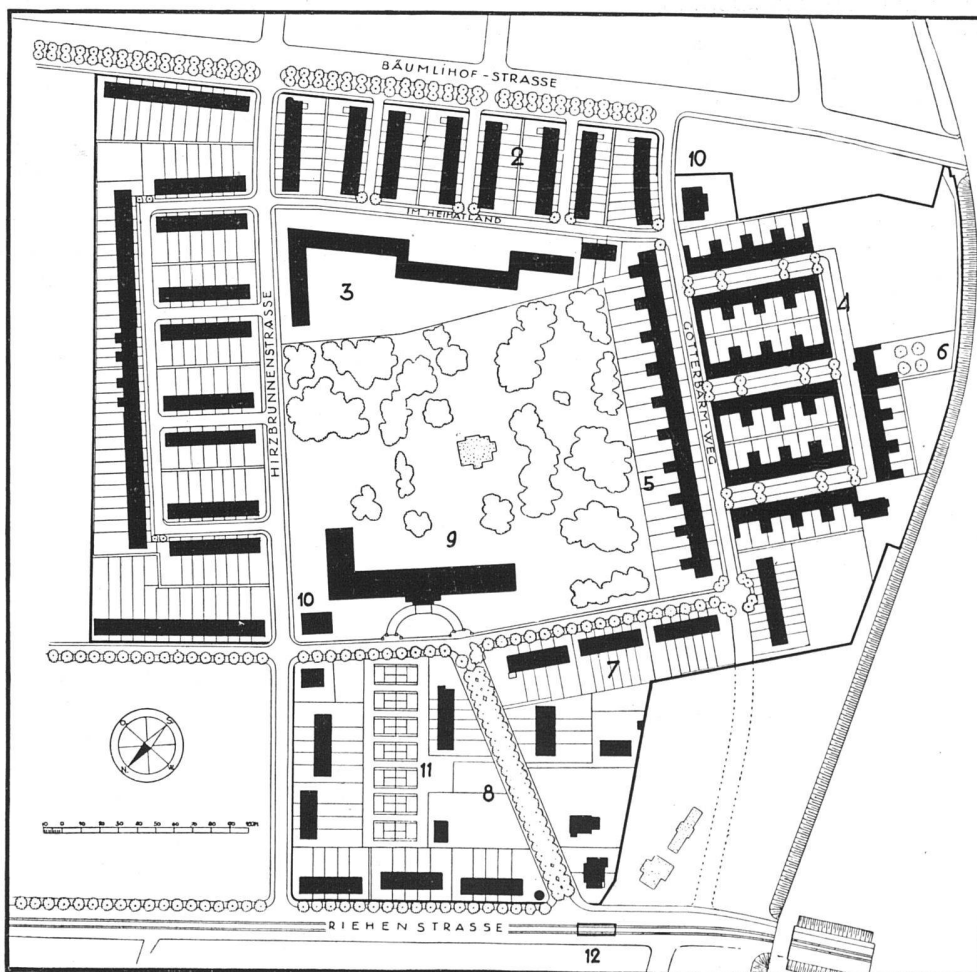 BÄUMLIHOF-STRASSE
2
10
IM HEIMATLAND
3
4
HIRZBRUNNENSTRASSE
GOTTERBARM-WEG
6
5
9
10
7
11
8
RIEHENSTRASSE
12